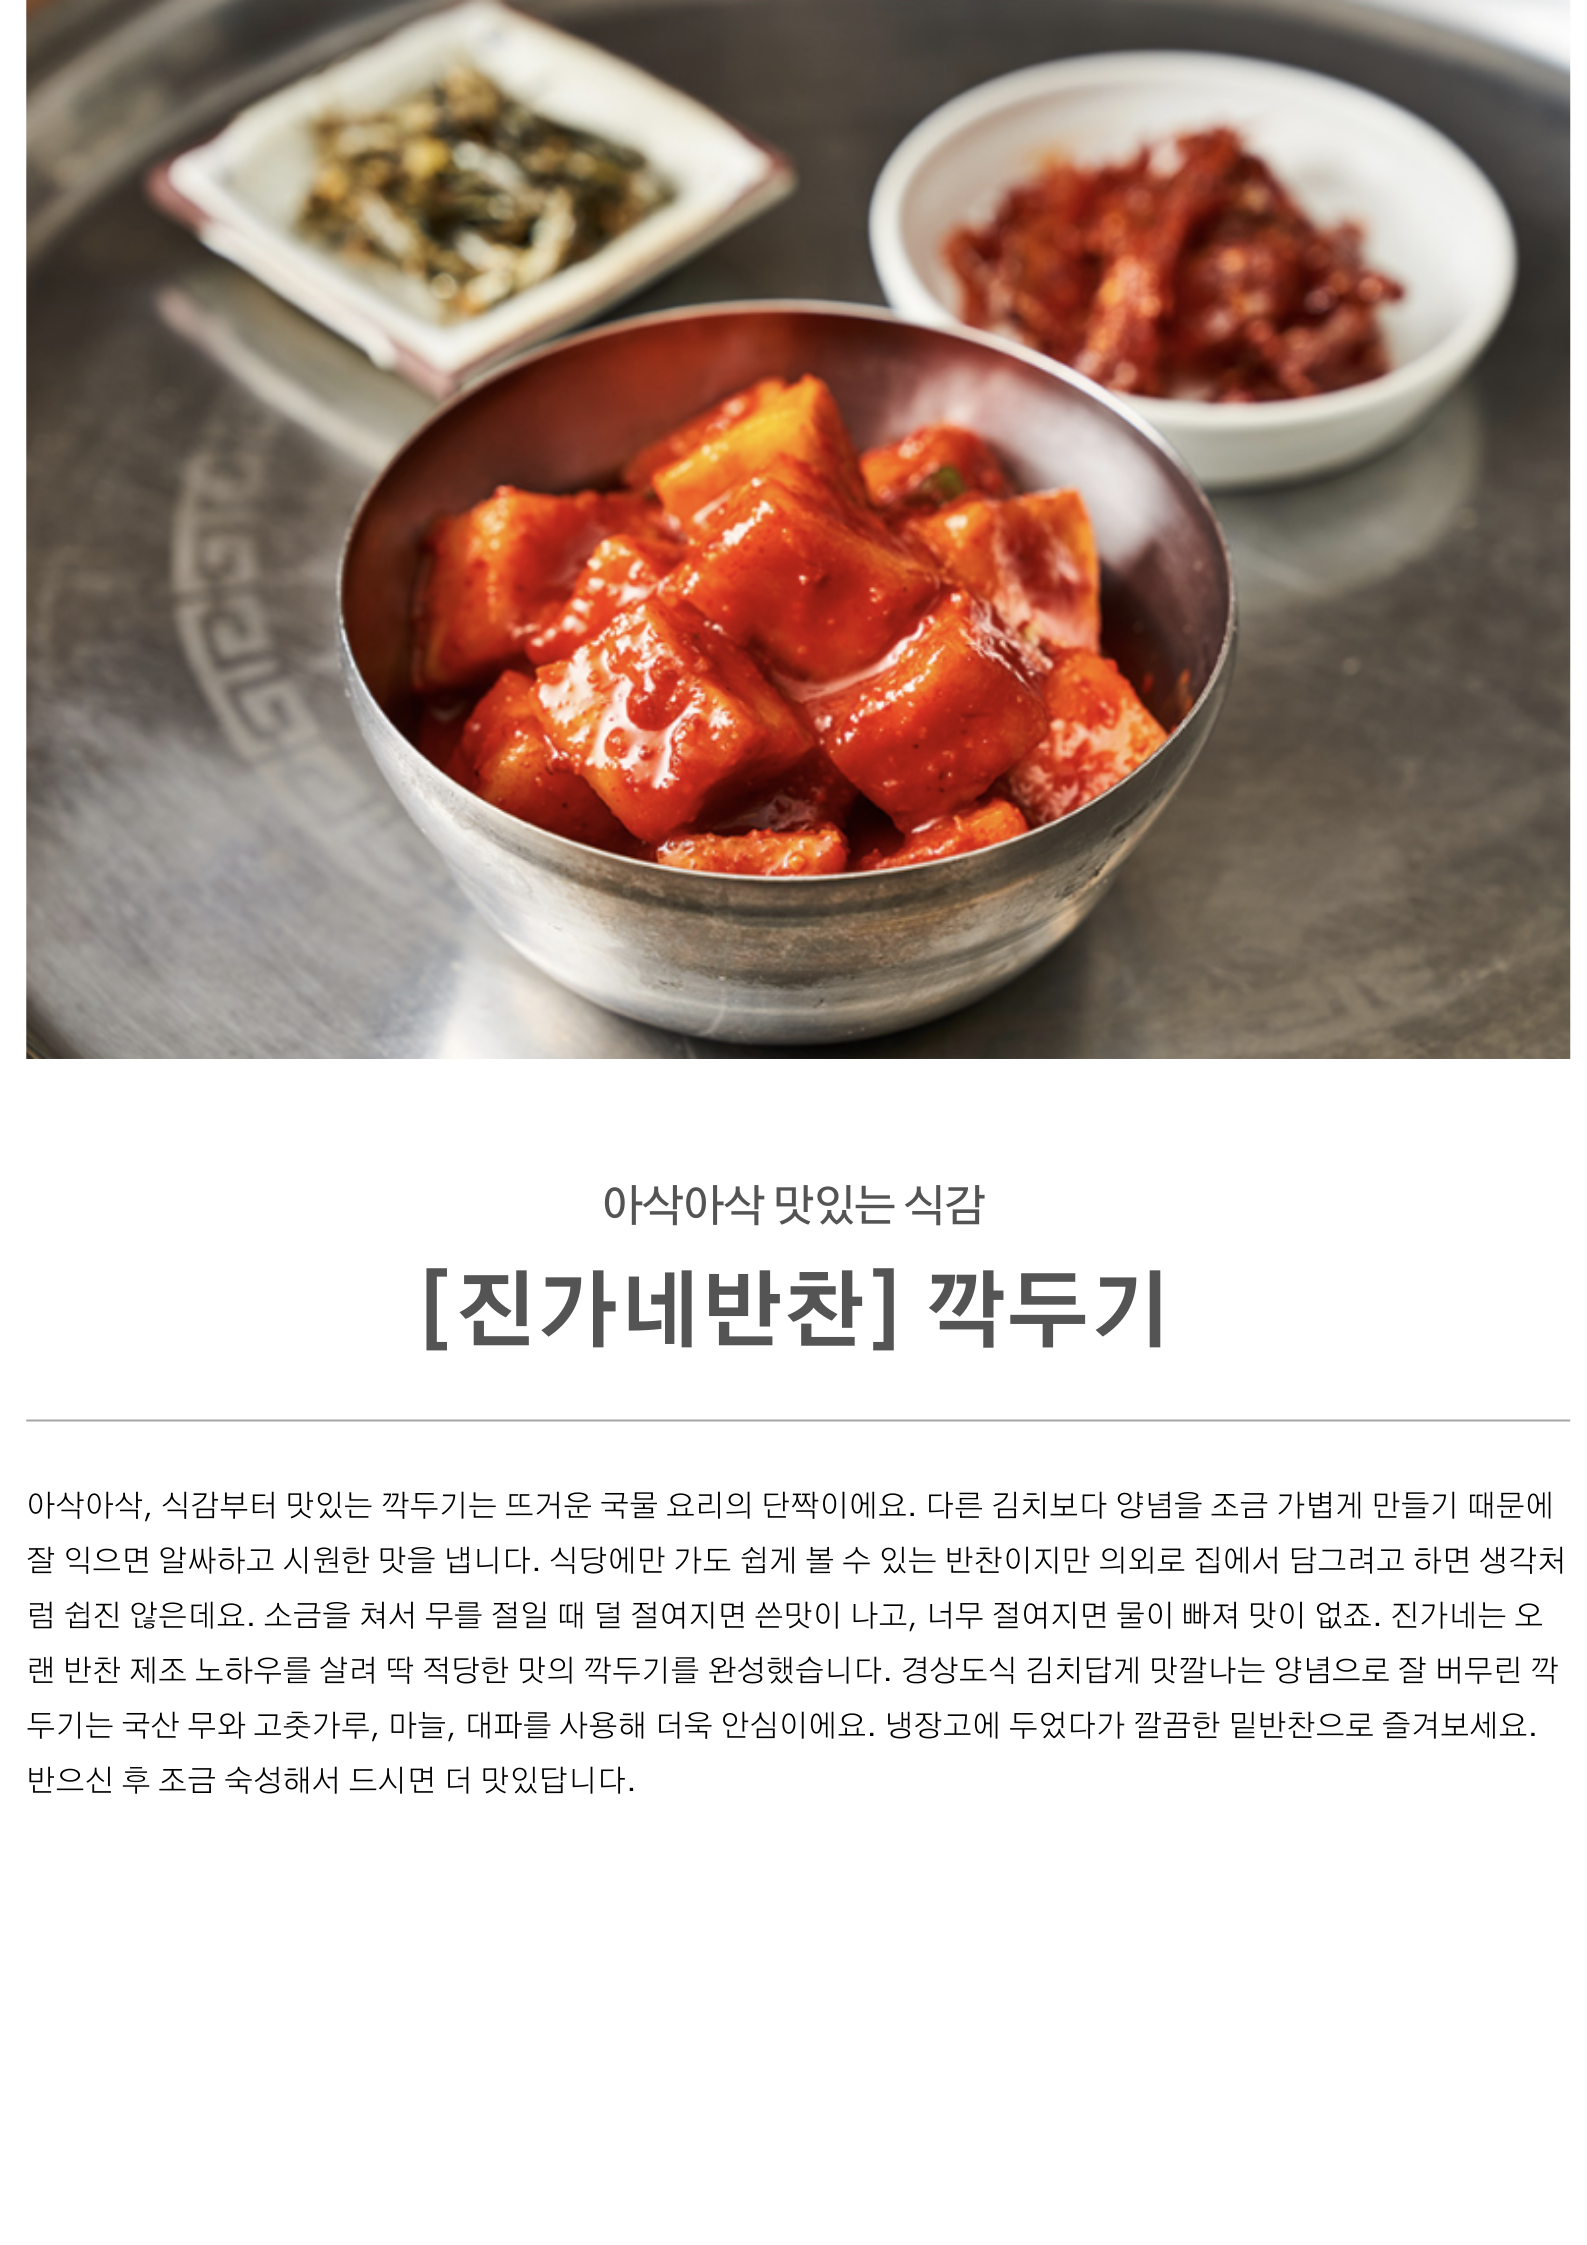 아삭아삭 맛있는 식감
[진가네반찬] 깍두기
아삭아삭, 식감부터 맛있는 깍두기는 뜨거운 국물 요리의 단짝이에요. 다른 김치보다 양념을 조금 가볍게 만들기 때문에
잘 익으면 알싸하고 시원한 맛을 냅니다. 식당에만 가도 쉽게 볼 수 있는 반찬이지만 의외로 집에서 담그려고 하면 생각처
럼 쉽진 않은데요. 소금을 쳐서 무를 절일 때 덜 절여지면 쓴맛이 나고, 너무 절여지면 물이 빠져 맛이 없죠. 진가네는 오
랜 반찬 제조 노하우를 살려 딱 적당한 맛의 깍두기를 완성했습니다. 경상도식 김치답게 맛깔나는 양념으로 잘 버무린 깍
두기는 국산 무와 고춧가루, 마늘, 대파를 사용해 더욱 안심이에요. 냉장고에 두었다가 깔끔한 밑반찬으로 즐겨보세요.
반으신 후 조금 숙성해서 드시면 더 맛있답니다.